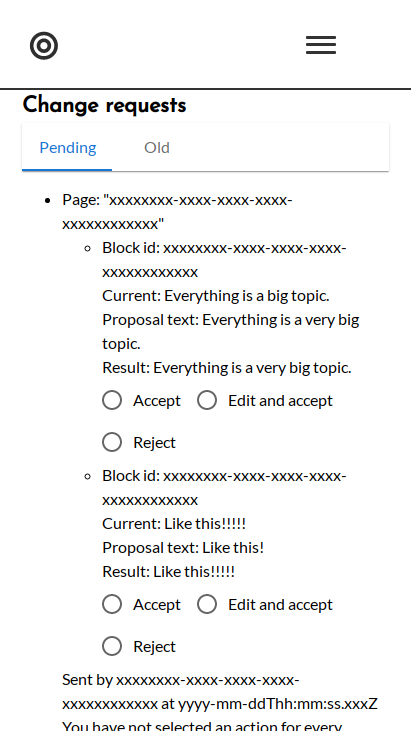 Change requests
Pending Old
Page: "xxxxxxxx-xxxx-xxxx-xxxx-
xxxxxxxxxxxx"
Block id: xxxxxxxx-xxxx-xxxx-xxxx-
xxxxxxxxxxxx
Current: Everything is a big topic.
Proposal text: Everything is a very big
topic.
Result: Everything is a very big topic.
Accept Edit and accept
Reject
Block id: xxxxxxxx-xxxx-xxxx-xxxx-
xxxxxxxxxxxx
Current: Like this!!!!!
Proposal text: Like this!
Result: Like this!!!!!
Accept Edit and accept
Reject
Sent by xxxxxxxx-xxxx-xxxx-xxxx-
xxxxxxxxxxxx at yyyy-mm-ddThh:mm:ss.xxxZ
You have not selected an action for every